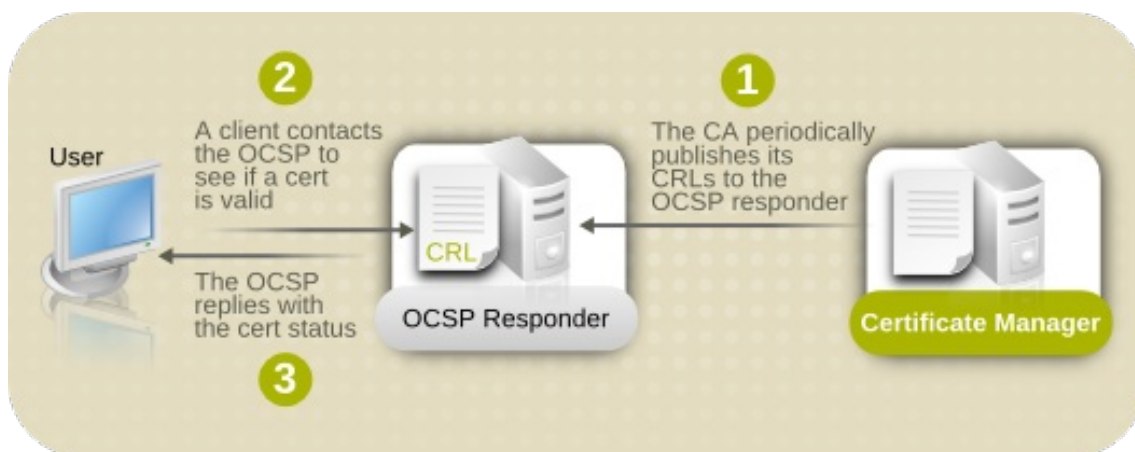 2
A client contacts
the OCSP to
see if a cert
is valid
1
The CA periodically
publishes its
CRLs to the
OCSP responder
User
CRL
OCSP Responder
Certificate Manager
The OCSP
replies with
the cert status
3